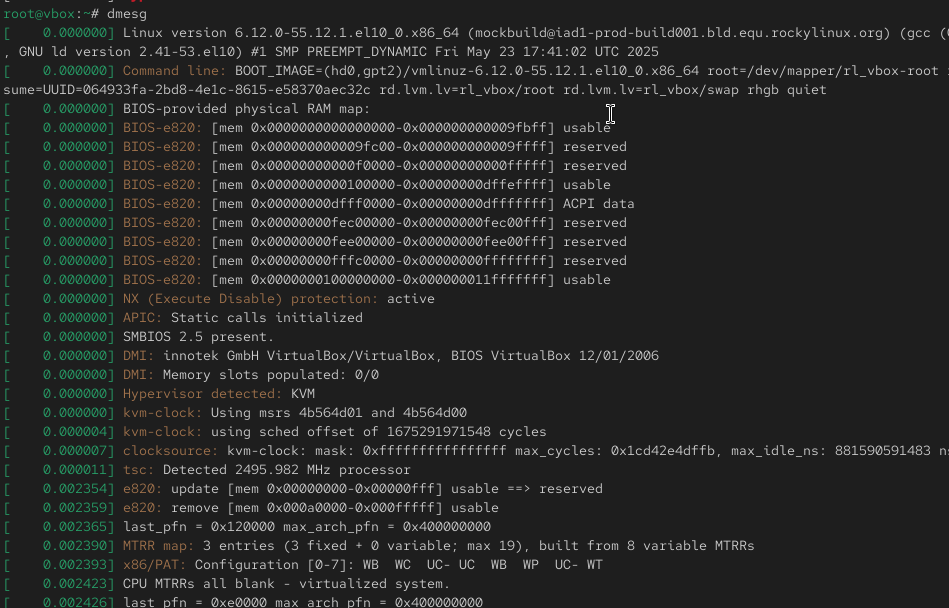 root@vbox:~# dmesg
[    0.000000] Linux version 6.12.0-55.12.1.el10_0.x86_64 (mockbuild@iad1-prod-build001.bld.equ.rockylinux.org) (gcc
, GNU ld version 2.41-53.el10) #1 SMP PREEMPT_DYNAMIC Fri May 23 17:41:02 UTC 2025
[    0.000000] Command line: BOOT_IMAGE=(hd0,gpt2)/vmlinuz-6.12.0-55.12.1.el10_0.x86_64 root=/dev/mapper/rl_vbox-root
sume=UUID=064933fa-2bd8-4e1c-8615-e58370aec32c rd.lvm.lv=rl_vbox/root rd.lvm.lv=rl_vbox/swap rhgb quiet
[    0.000000] BIOS-provided physical RAM map:
[    0.000000] BIOS-e820: [mem 0x0000000000000000-0x000000000009fbff] usable
[    0.000000] BIOS-e820: [mem 0x000000000009fc00-0x000000000009ffff] reserved
[    0.000000] BIOS-e820: [mem 0x00000000000f0000-0x00000000000fffff] reserved
[    0.000000] BIOS-e820: [mem 0x0000000000100000-0x00000000dffeffff] usable
[    0.000000] BIOS-e820: [mem 0x00000000dfff0000-0x00000000dfffffff] ACPI data
[    0.000000] BIOS-e820: [mem 0x00000000fec00000-0x00000000fec00fff] reserved
[    0.000000] BIOS-e820: [mem 0x00000000fee00000-0x00000000fee00fff] reserved
[    0.000000] BIOS-e820: [mem 0x00000000fffc0000-0x00000000ffffffff] reserved
[    0.000000] BIOS-e820: [mem 0x0000000100000000-0x000000011fffffff] usable
[    0.000000] NX (Execute Disable) protection: active
[    0.000000] APIC: Static calls initialized
[    0.000000] SMBIOS 2.5 present.
[    0.000000] DMI: innotek GmbH VirtualBox/VirtualBox, BIOS VirtualBox 12/01/2006
[    0.000000] DMI: Memory slots populated: 0/0
[    0.000000] Hypervisor detected: KVM
[    0.000000] kvm-clock: Using msrs 4b564d01 and 4b564d00
[    0.000004] kvm-clock: using sched offset of 1675291971548 cycles
[    0.000007] clocksource: kvm-clock: mask: 0xffffffffffffffff max_cycles: 0x1cd42e4dffb, max_idle_ns: 881590591483 n
[    0.000011] tsc: Detected 2495.982 MHz processor
[    0.002354] e820: update [mem 0x00000000-0x00000fff] usable ==> reserved
[    0.002359] e820: remove [mem 0x000a0000-0x000fffff] usable
[    0.002365] last_pfn = 0x120000 max_arch_pfn = 0x400000000
[    0.002390] MTRR map: 3 entries (3 fixed + 0 variable; max 19), built from 8 variable MTRRs
[    0.002393] x86/PAT: Configuration [0-7]: WB  WC  UC- UC  WB  WP  UC- WT
[    0.002423] CPU MTRRs all blank - virtualized system.
[    0.002426] last_pfn = 0xe0000 max_arch_pfn = 0x400000000